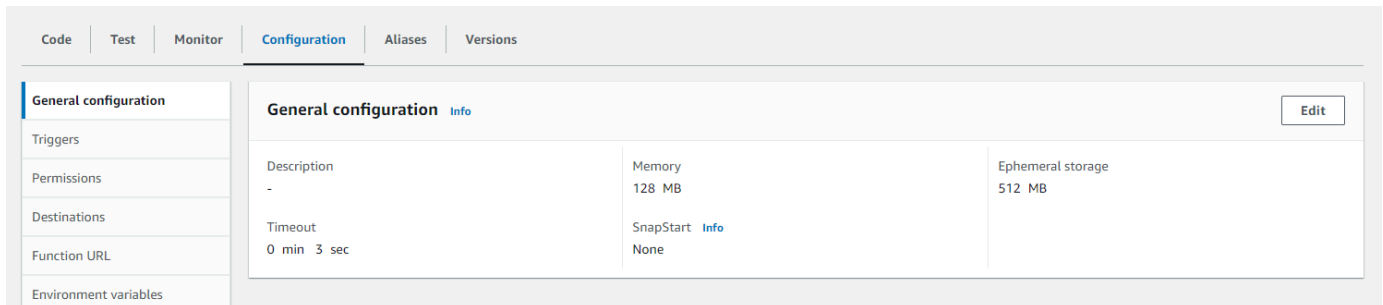 Code Test Monitor Configuration Aliases Versions
General configuration
Triggers
Permissions
Destinations
Function URL
Environment variables
General configuration Info Edit
Description Memory Ephemeral storage
- 128 MB 512 MB
Timeout SnapStart Info
0 min 3 sec None